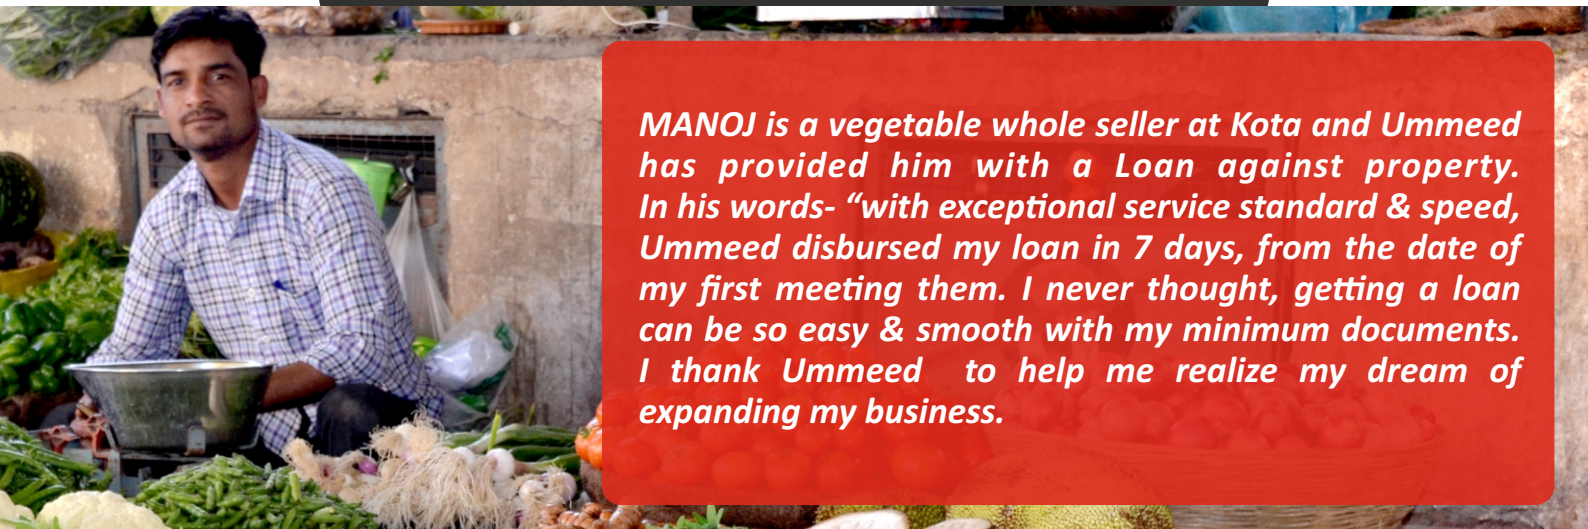 MANOJ is a vegetable whole seller at Kota and Ummeed
has provided him with a Loan against property.
In his words- “with exceptional service standard & speed,
Ummeed disbursed my loan in 7 days, from the date of
my first meeting them. I never thought, getting a loan
can be so easy & smooth with my minimum documents.
I thank Ummeed to help me realize my dream of
expanding my business.